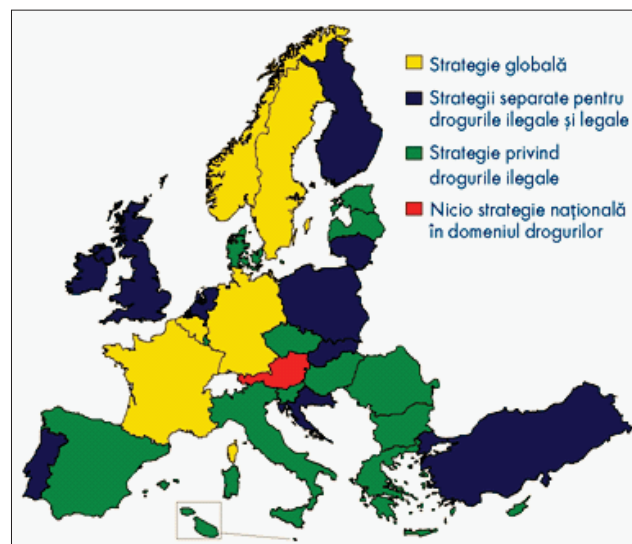 Strategie globală
Strategii separate pentru
drogurile ilegale și legale
Strategie privind
drogurile ilegale
Nicio strategie națională
în domeniul drogurilor